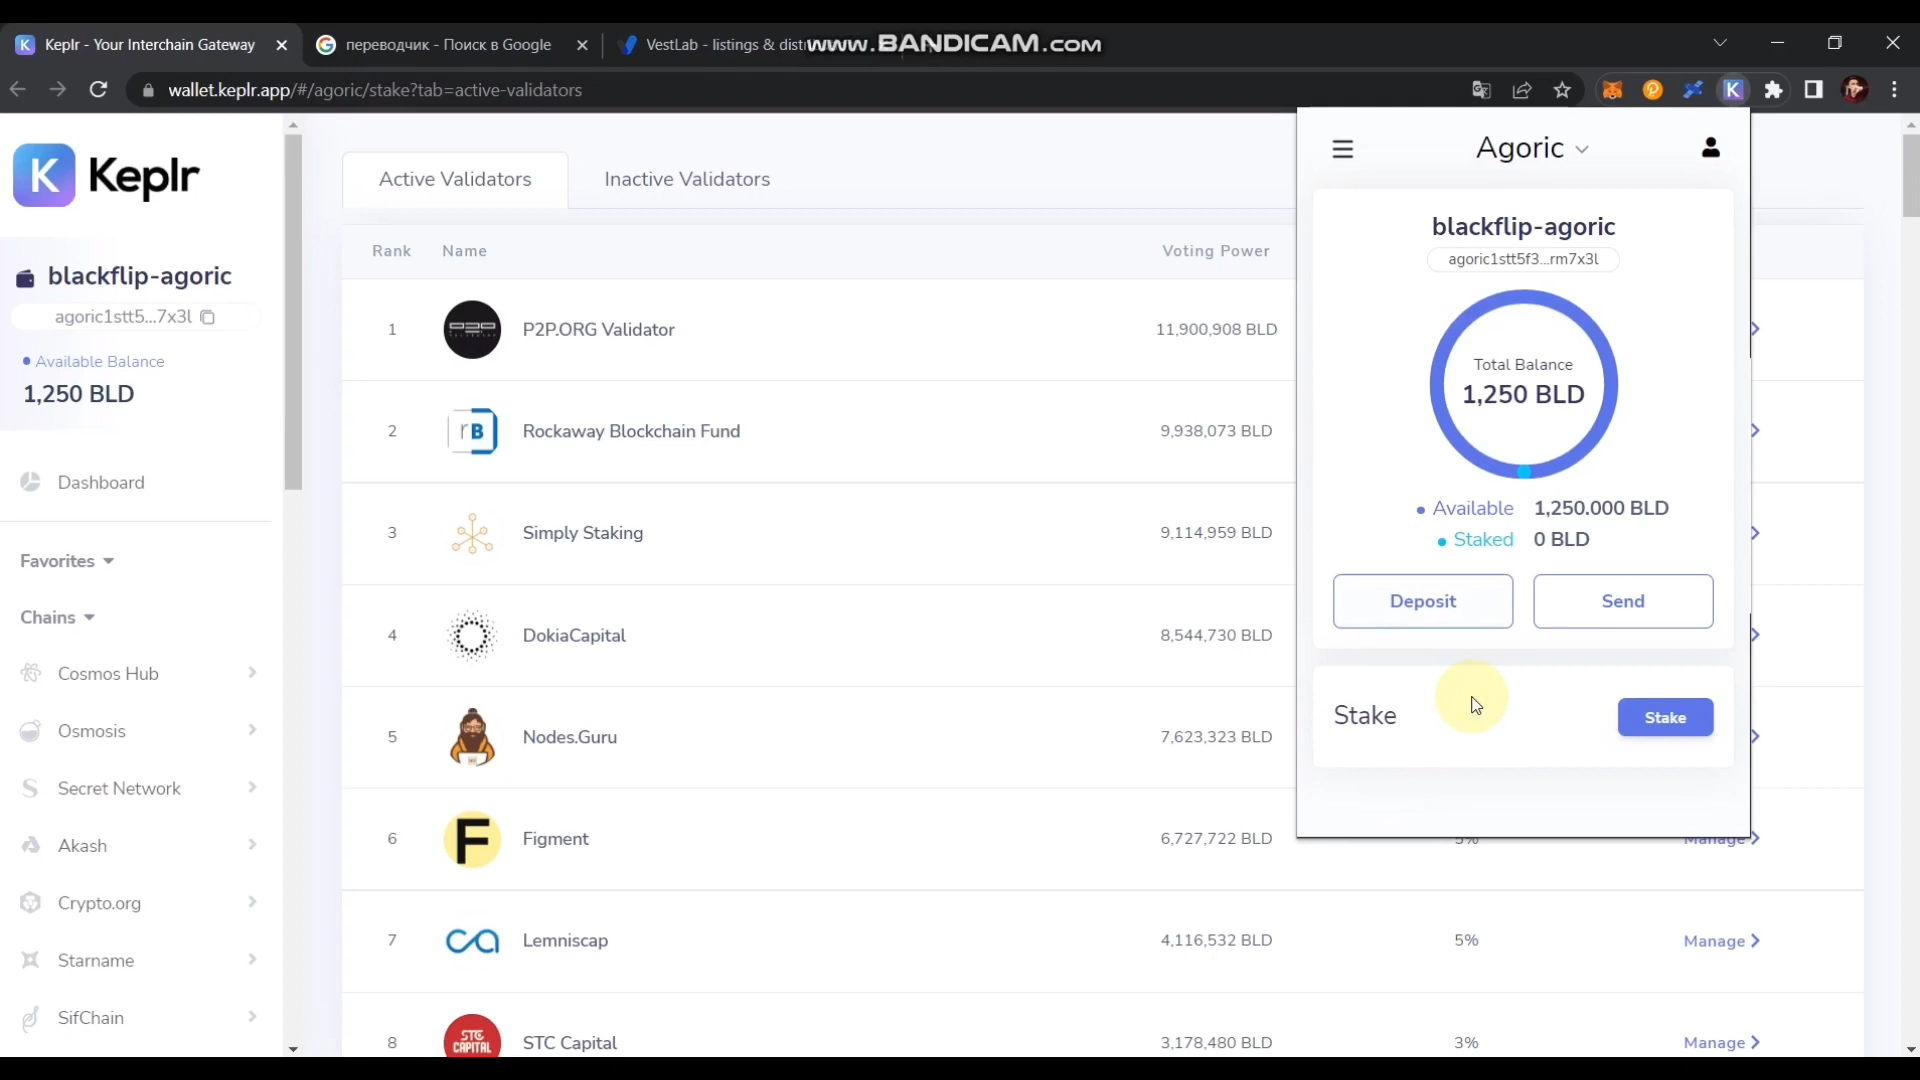 Keplr - Your Interchain Gateway
переводчик - Поиск в Google
VestLab - listings & dist
www.BANDICAM.com
wallet.keplr.app/#/agoric/stake?tab=active-validators
K Keplr
blackflip-agoric
agoric1stt5...7x3l
Available Balance
1,250 BLD
Dashboard
Favorites
Chains
Cosmos Hub
Osmosis
Secret Network
Akash
Crypto.org
Starname
SifChain
Active Validators
Inactive Validators
Rank Name Voting Power
1 P2P.ORG Validator 11,900,908 BLD
2 rB Rockaway Blockchain Fund 9,938,073 BLD
3 Simply Staking 9,114,959 BLD
4 DokiaCapital 8,544,730 BLD
5 Nodes.Guru 7,623,323 BLD
6 F Figment 6,727,722 BLD 5% Manage
7 Lemniscap 4,116,532 BLD 5% Manage
8 STC CAPITAL STC Capital 3,178,480 BLD 3% Manage
Agoric
blackflip-agoric
agoric1stt5f3...rm7x3l
Total Balance
1,250 BLD
Available 1,250.000 BLD
Staked 0 BLD
Deposit
Send
Stake
Stake